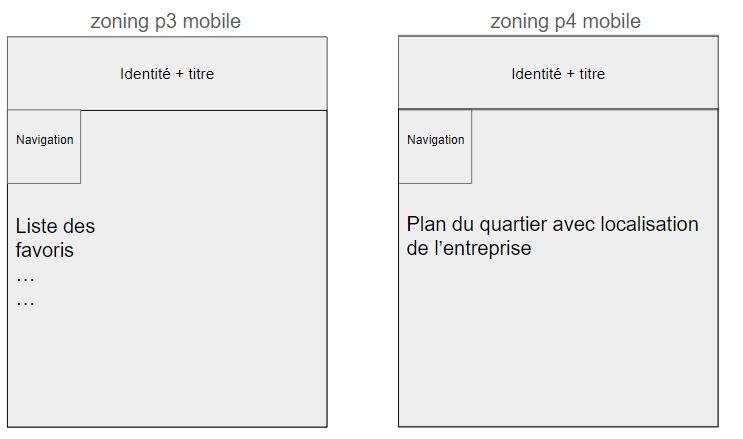 zoning p3 mobile
Identité + titre
Navigation
Liste des
favoris
…
…
zoning p4 mobile
Identité + titre
Navigation
Plan du quartier avec localisation
de l’entreprise